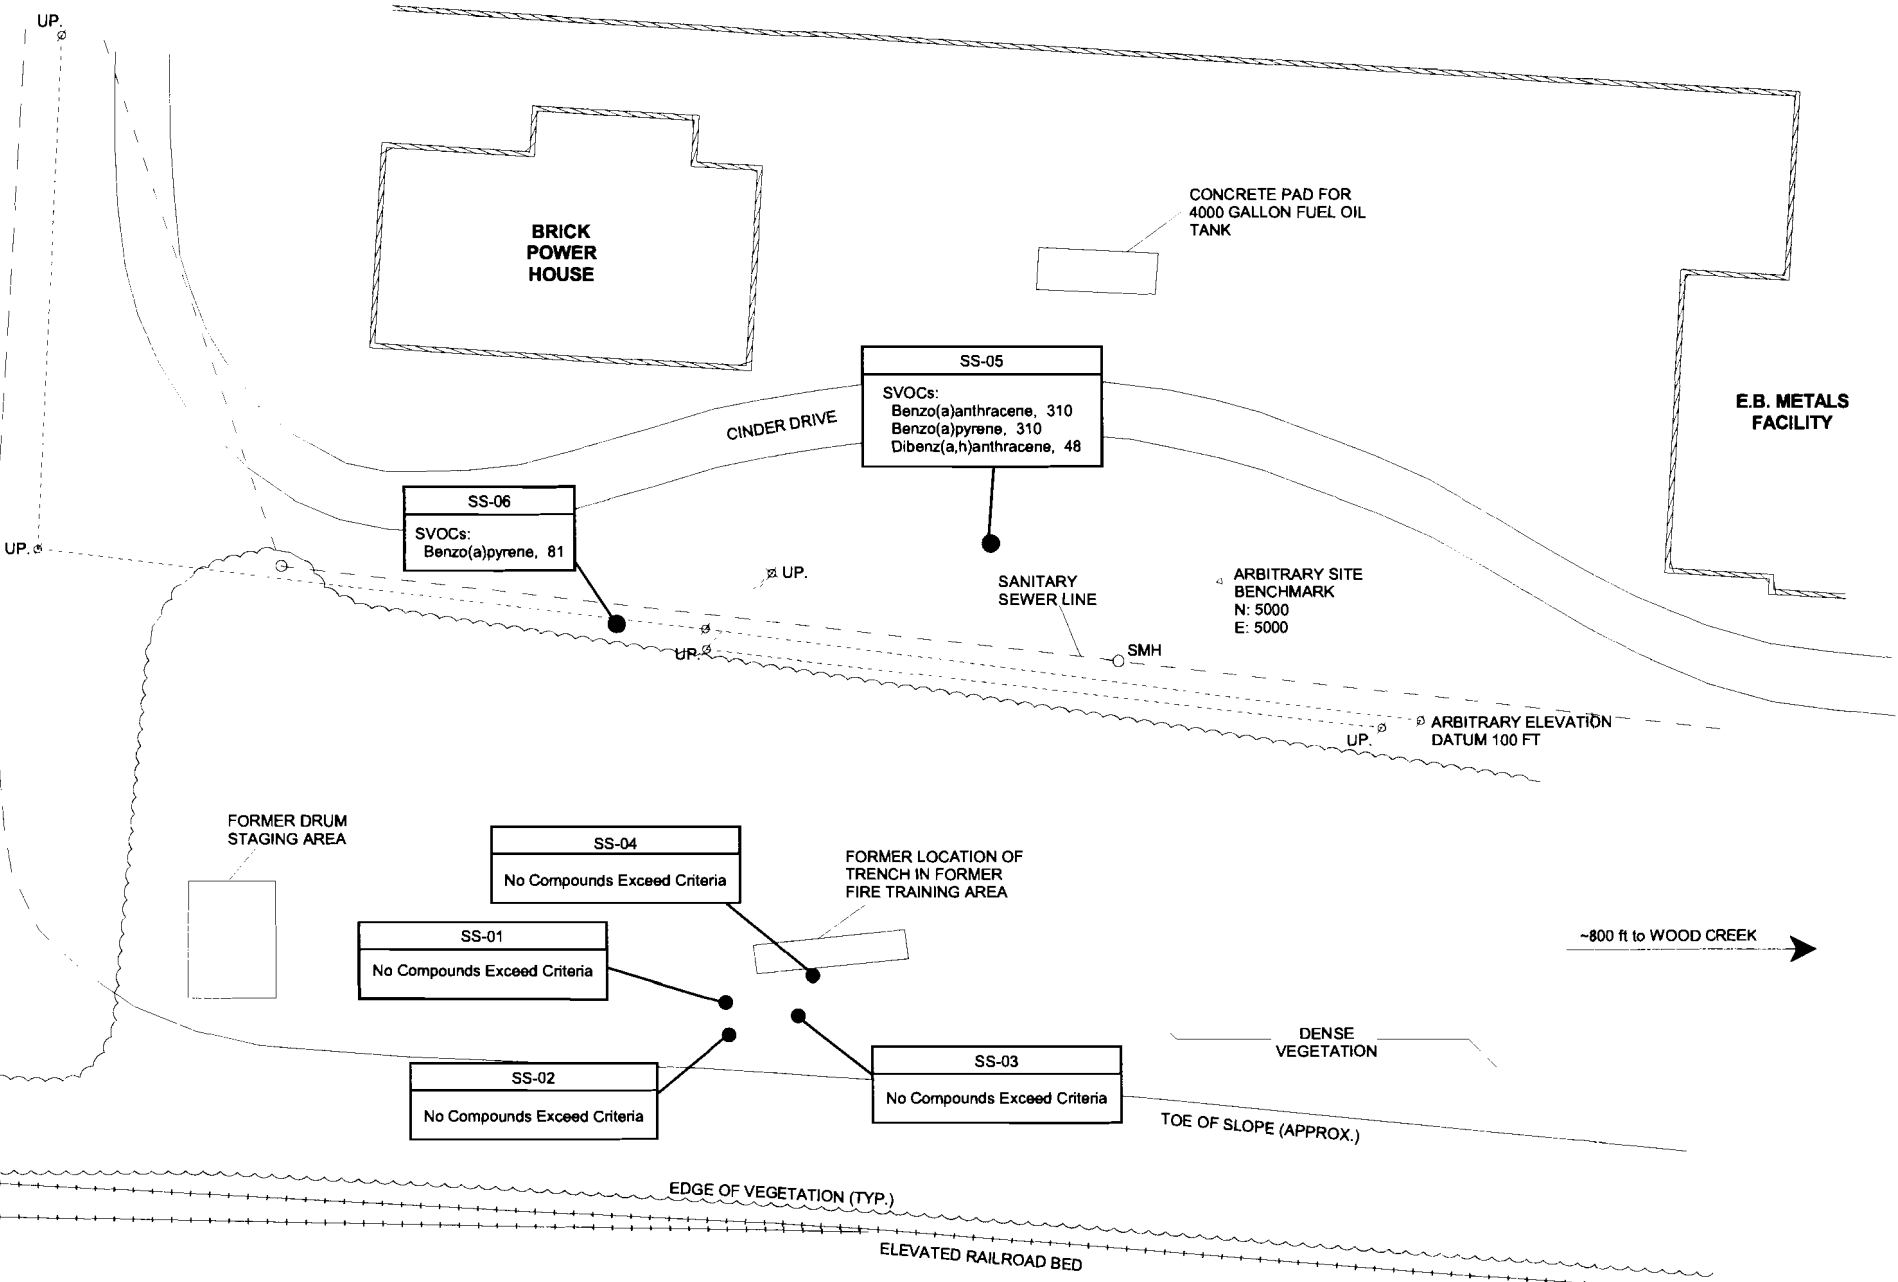 UP.
BRICK
POWER
HOUSE
CONCRETE PAD FOR
4000 GALLON FUEL OIL
TANK
SS-05
SVOCs:
Benzo(a)anthracene, 310
Benzo(a)pyrene, 310
Dibenz(a,h)anthracene, 48
CINDER DRIVE
E.B. METALS
FACILITY
SS-06
SVOCs:
Benzo(a)pyrene, 81
UP.
UP.
SANITARY
SEWER LINE
ARBITRARY SITE
BENCHMARK
N: 5000
E: 5000
UP.
SMH
ARBITRARY ELEVATION
DATUM 100 FT
UP.
FORMER DRUM
STAGING AREA
SS-04
No Compounds Exceed Criteria
FORMER LOCATION OF
TRENCH IN FORMER
FIRE TRAINING AREA
SS-01
No Compounds Exceed Criteria
~800 ft to WOOD CREEK
DENSE
VEGETATION
SS-02
No Compounds Exceed Criteria
SS-03
No Compounds Exceed Criteria
TOE OF SLOPE (APPROX.)
EDGE OF VEGETATION (TYP.)
ELEVATED RAILROAD BED